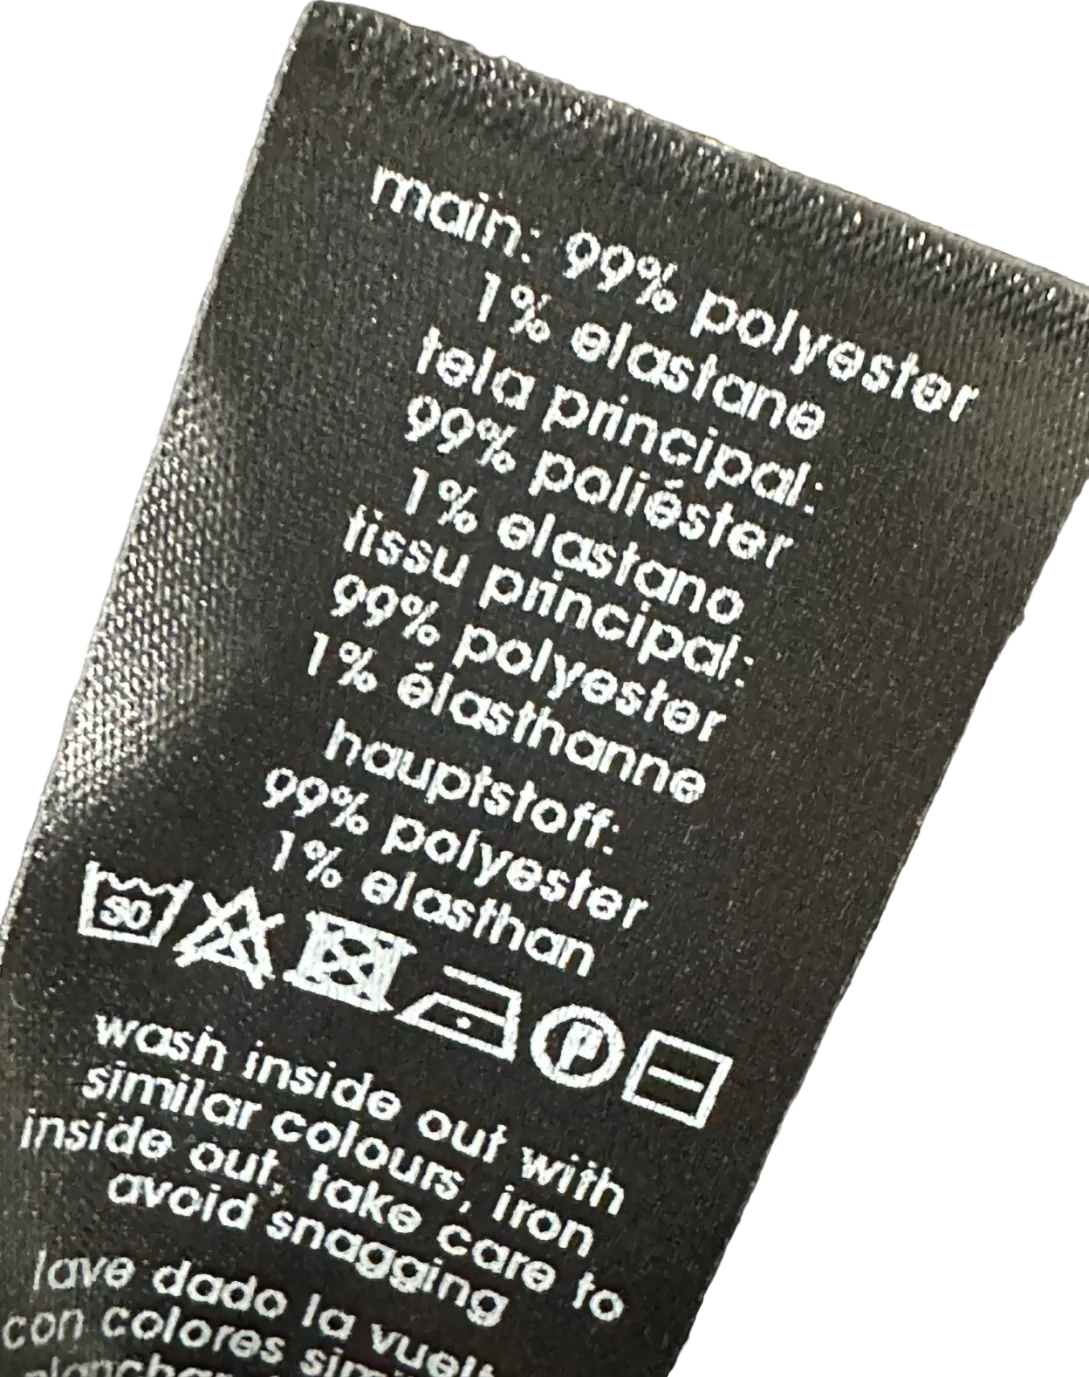 main: 99% polyester
1% elastane
tela principal:
99% poliéster
1% elastano
tissu principal:
99% polyester
1% élasthanne
hauptstoff:
99% polyester
1% elasthan
30 P
wash inside out with
similar colours, iron
inside out, take care to
avoid snagging
lave dado la
con colores